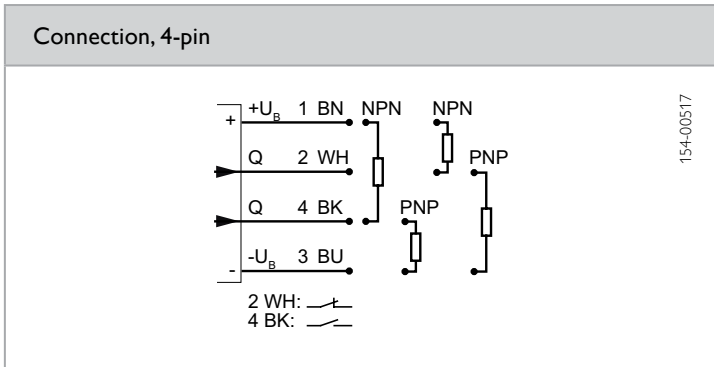 Connection, 4-pin
+ +U_B 1 BN NPN NPN
Q 2 WH PNP
Q 4 BK PNP
- -U_B 3 BU
2 WH:
4 BK:
154-00517